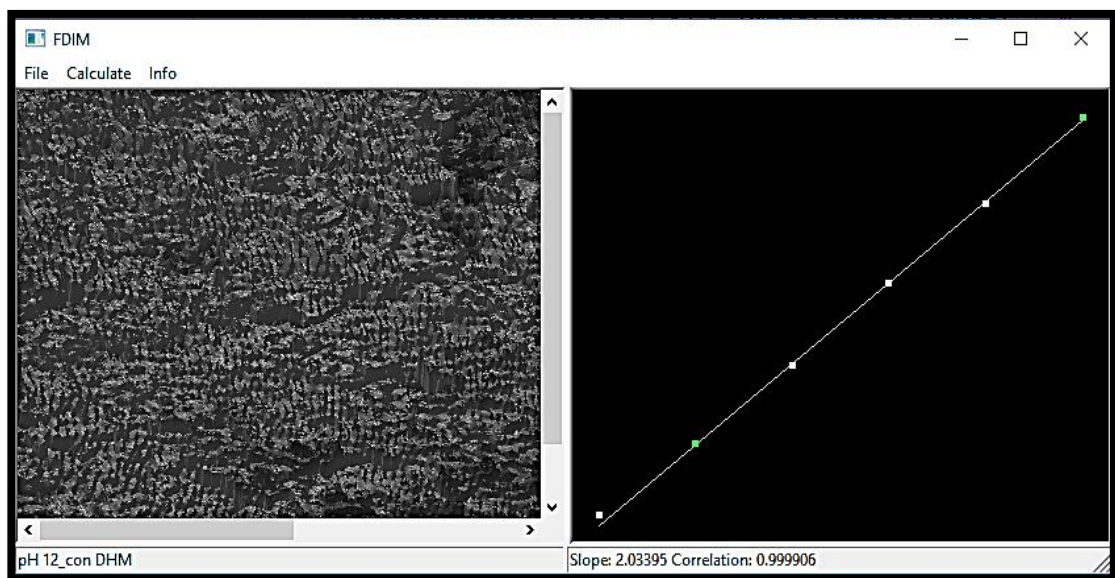 FDIM
File Calculate Info
pH 12_con DHM
Slope: 2.03395 Correlation: 0.999906